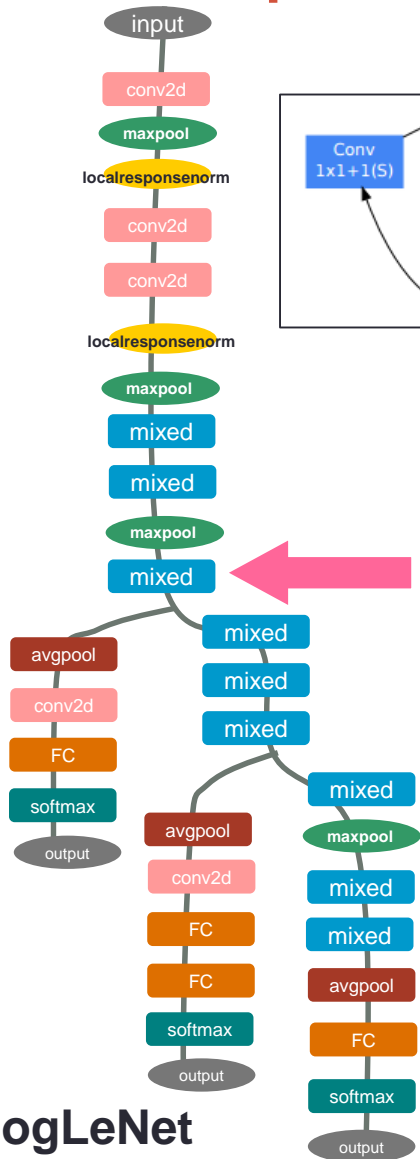 input
conv2d
maxpool
localresponsenorm
conv2d
conv2d
localresponsenorm
maxpool
mixed
mixed
maxpool
mixed
Conv
1x1+1(S)
avgpool
conv2d
FC
softmax
output
mixed
mixed
mixed
avgpool
conv2d
FC
FC
softmax
output
mixed
maxpool
mixed
mixed
avgpool
FC
softmax
output
ogLeNet